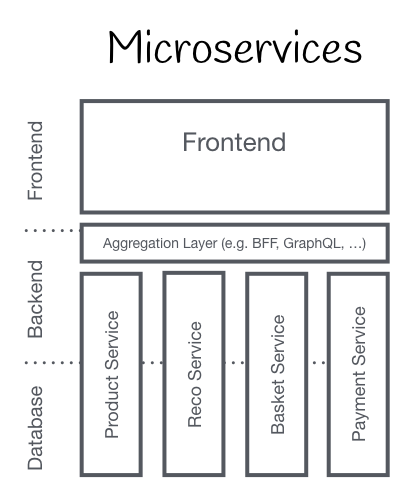 Microservices
Frontend
Frontend
Aggregation Layer (e.g. BFF, GraphQL, ...)
Backend
Database
Product Service
Reco Service
Basket Service
Payment Service